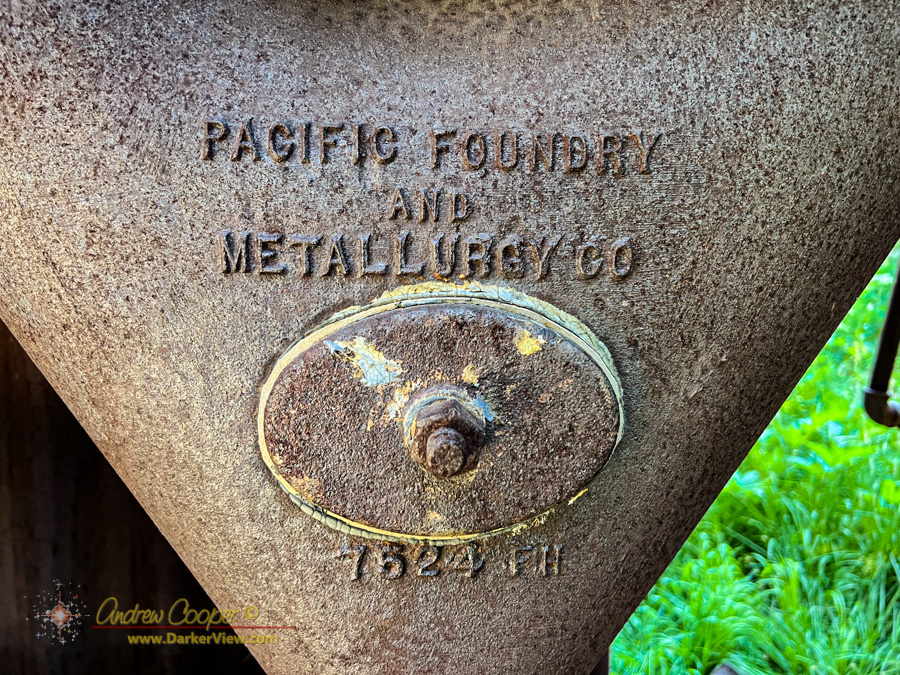 PACIFIC FOUNDRY
AND
METALLURGY CO
7524 FH
Andrew Cooper ©
www.DarkerView.com